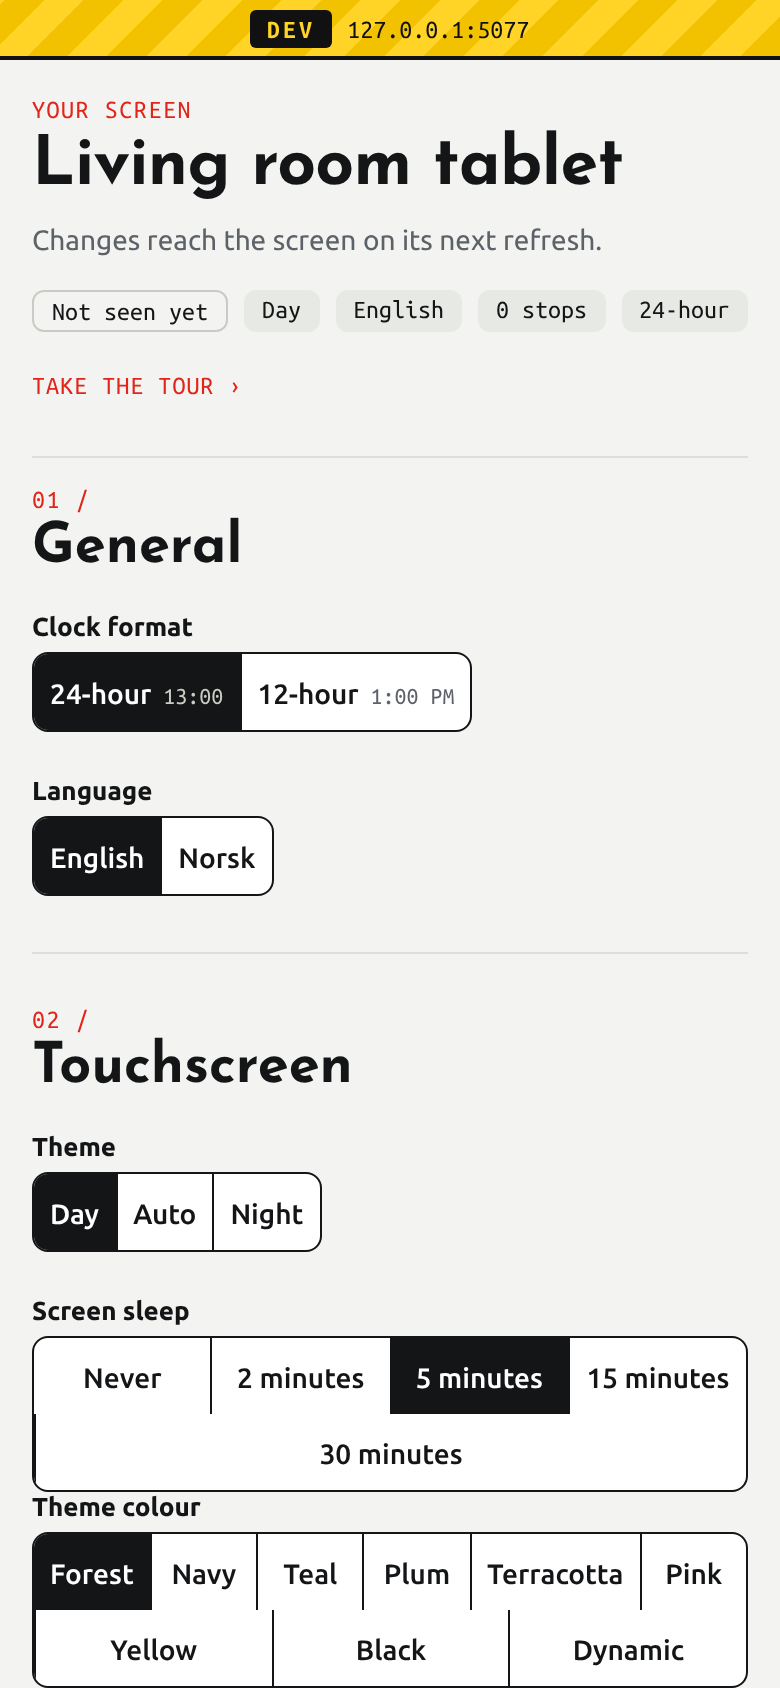 DEV 127.0.0.1:5077
YOUR SCREEN
Living room tablet
Changes reach the screen on its next refresh.
Not seen yet Day English 0 stops 24-hour
TAKE THE TOUR ›
01 /
General
Clock format
24-hour 13:00 12-hour 1:00 PM
Language
English Norsk
02 /
Touchscreen
Theme
Day Auto Night
Screen sleep
Never 2 minutes 5 minutes 15 minutes
30 minutes
Theme colour
Forest Navy Teal Plum Terracotta Pink
Yellow Black Dynamic